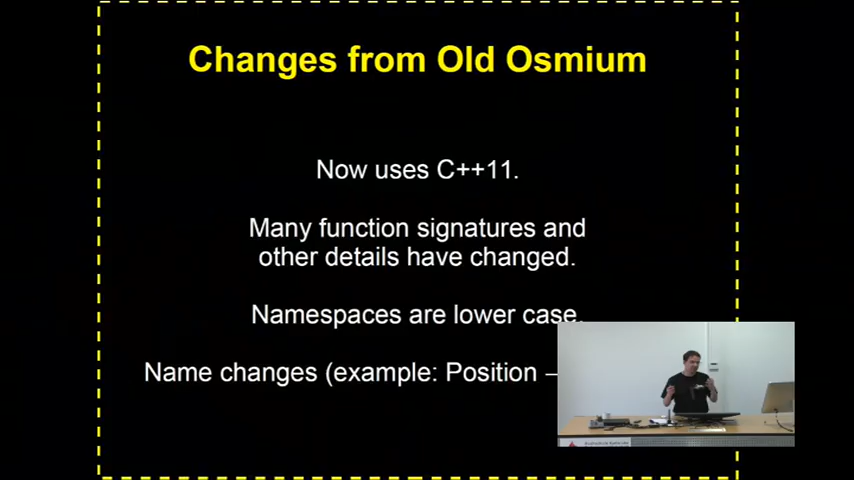 Changes from Old Osmium
Now uses C++11.
Many function signatures and
other details have changed.
Namespaces are lower case.
Name changes (example: Position –